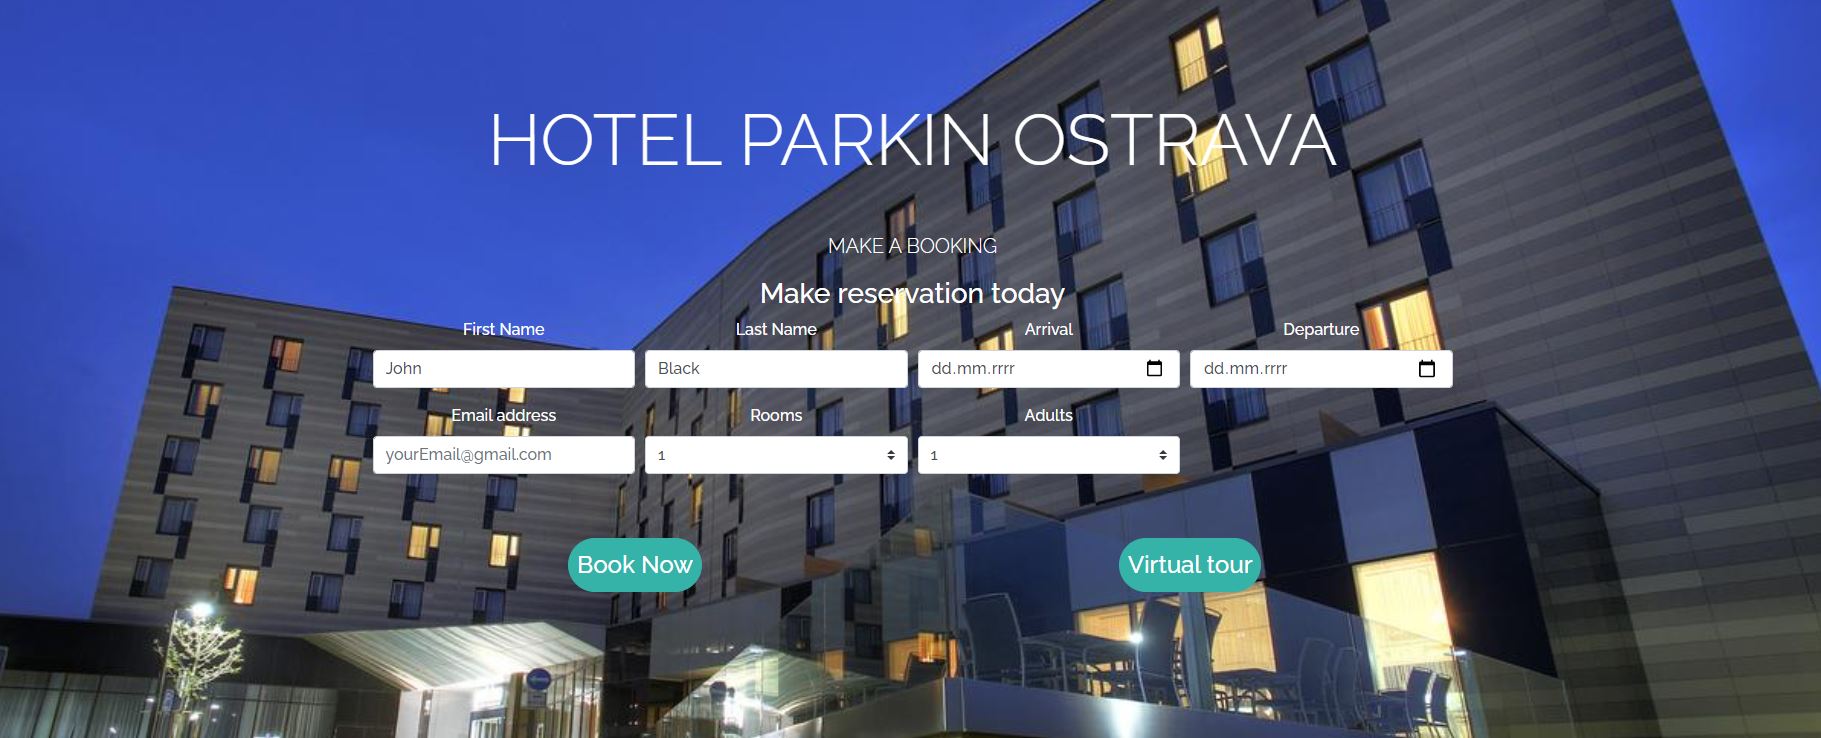 HOTEL PARKIN OSTRAVA
MAKE A BOOKING
Make reservation today
First Name Last Name Arrival Departure
John Black dd.mm.rrrr dd.mm.rrrr
Email address Rooms Adults
yourEmail@gmail.com 1 1
Book Now Virtual tour